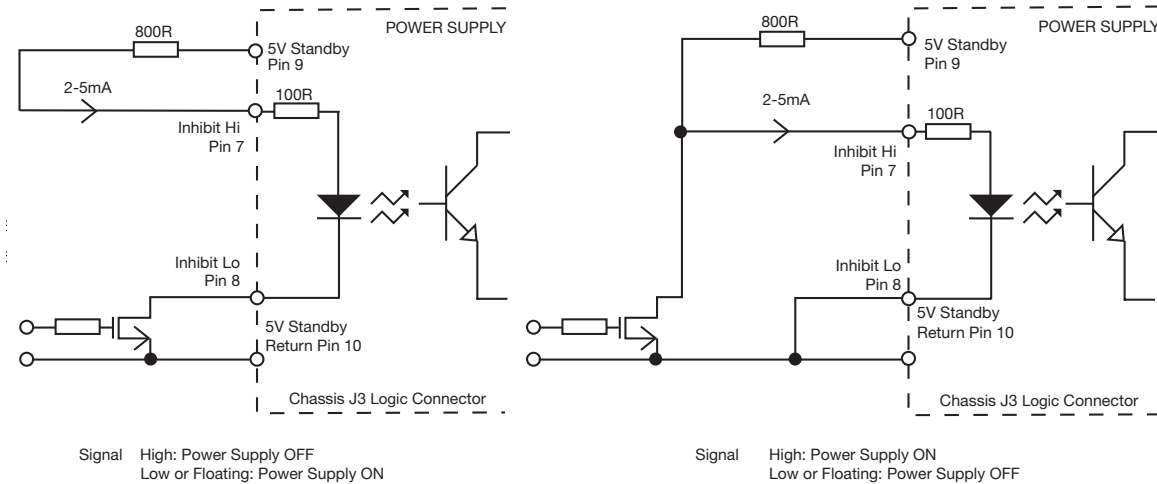 POWER SUPPLY
800R
5V Standby
Pin 9
2-5mA
100R
Inhibit Hi
Pin 7
Inhibit Lo
Pin 8
5V Standby
Return Pin 10
Chassis J3 Logic Connector
Signal High: Power Supply OFF
Low or Floating: Power Supply ON
POWER SUPPLY
800R
5V Standby
Pin 9
2-5mA
100R
Inhibit Hi
Pin 7
Inhibit Lo
Pin 8
5V Standby
Return Pin 10
Chassis J3 Logic Connector
Signal High: Power Supply ON
Low or Floating: Power Supply OFF